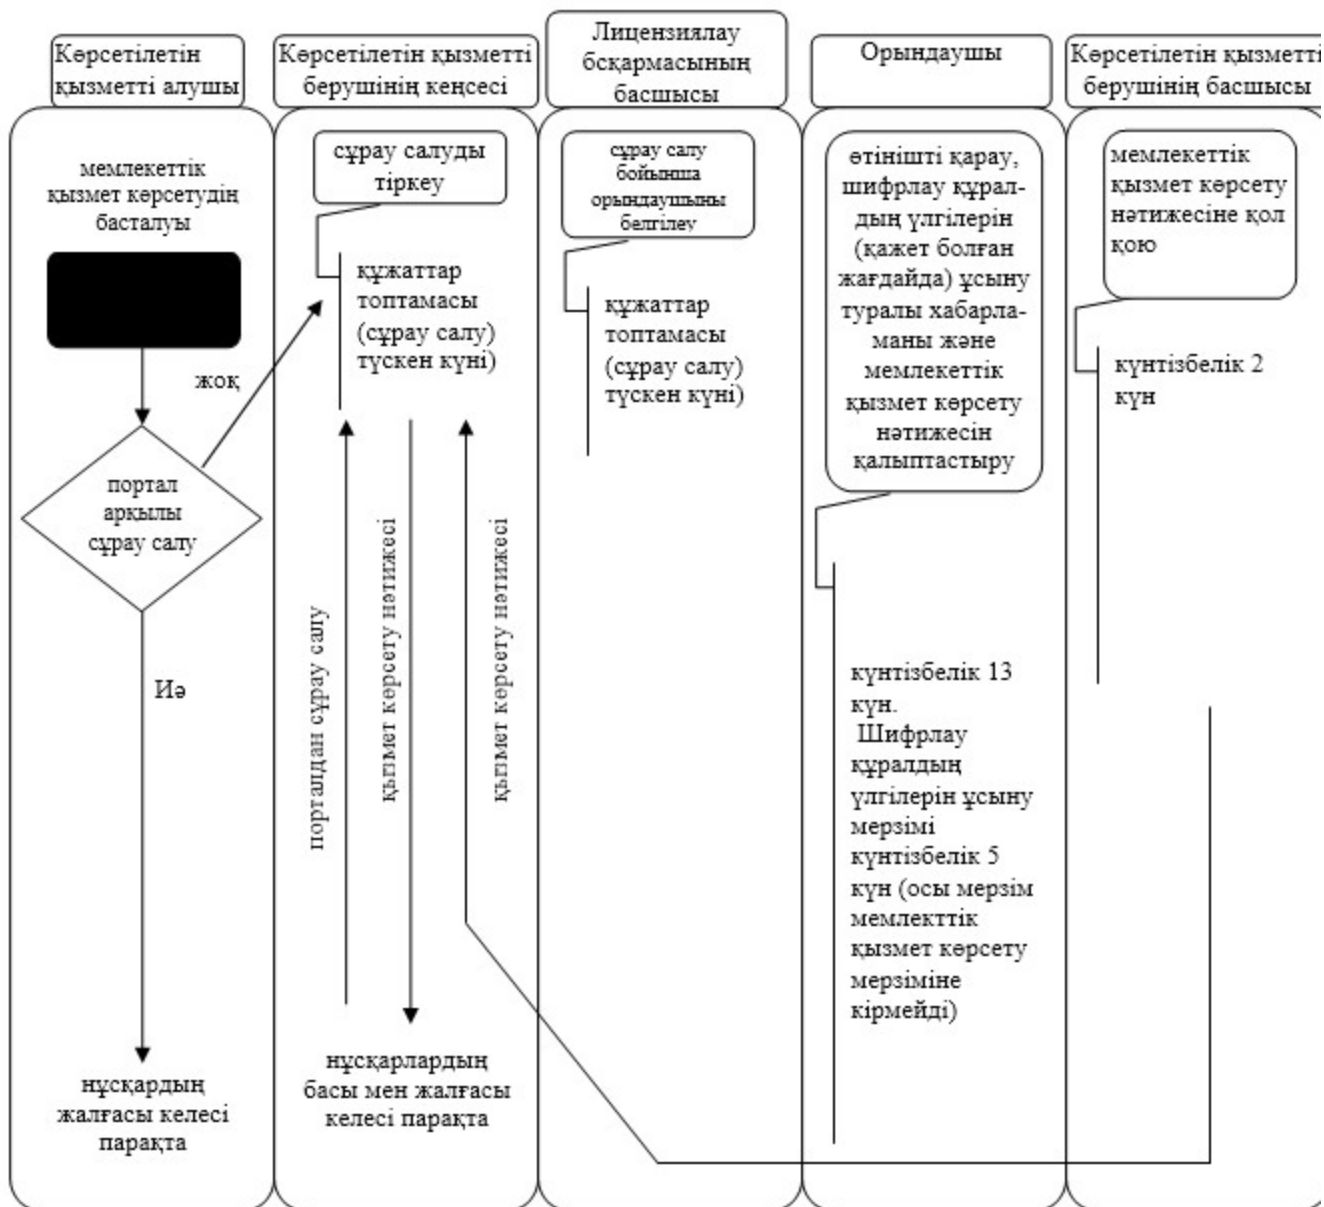 Көрсетілетін
қызметті алушы
Көрсетілетін қызметті
берушінің кеңсесі
Лицензиялау
бсқармасының
басшысы
Орындаушы
Көрсетілетін қызметті
берушінің басшысы
мемлекеттік
қызмет көрсетудің
басталуы
жоқ
портал
арқылы
сұрау салу
Иә
нұсқардың
жалғасы келесі
парақта
сұрау салуды
тіркеу
құжаттар
топтамасы
(сұрау салу)
түскен күні)
порталдан сұрау салу
қызмет көрсету нәтижесі
қызмет көрсету нәтижесі
нұсқарлардың
басы мен жалғасы
келесі парақта
сұрау салу
бойынша
орындаушыны
белгілеу
құжаттар
топтамасы
(сұрау салу)
түскен күні)
өтінішті қарау,
шифрлау құрал-
дың үлгілерін
(қажет болған
жағдайда) ұсыну
туралы хабарла-
маны және
мемлекеттік
қызмет көрсету
нәтижесін
қалыптастыру
күнтізбелік 13
күн.
Шифрлау
құралдың
үлгілерін ұсыну
мерзімі
күнтізбелік 5
күн (осы мерзім
мемлекттік
қызмет көрсету
мерзіміне
кірмейді)
мемлекеттік
қызмет көрсету
нәтижесіне қол
қою
күнтізбелік 2
күн